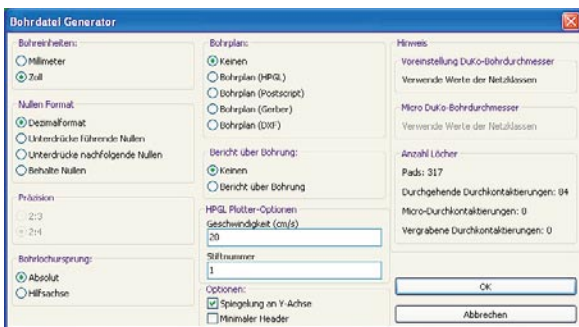 Bohrdatel Generator
Bohreinheiten:
Millimeter
Zoll
Nullen Format
Dezimalformat
Unterdrücke führende Nullen
Unterdrücke nachfolgende Nullen
Behalte Nullen
Präzision
2:3
2:4
Bohrlochursprung:
Absolut
Hilfsachse
Bohrplan:
Keinen
Bohrplan (HPGL)
Bohrplan (Postscript)
Bohrplan (Gerber)
Bohrplan (DXF)
Bericht über Bohrung:
Keinen
Bericht über Bohrung
HPGL Plotter-Optionen
Geschwindigkeit (cm/s)
20
Stiftnummer
1
Optionen:
Spiegelung an Y-Achse
Minimaler Header
Hinweis
Voreinstellung DuKo-Bohrdurchmesser
Verwende Werte der Netzklassen
Micro DuKo-Bohrdurchmesser
Verwende Werte der Netzklassen
Anzahl Löcher
Pads: 317
Durchgehende Durchkontaktierungen: 84
Micro-Durchkontaktierungen: 0
Vergrabene Durchkontaktierungen: 0
OK
Abbrechen